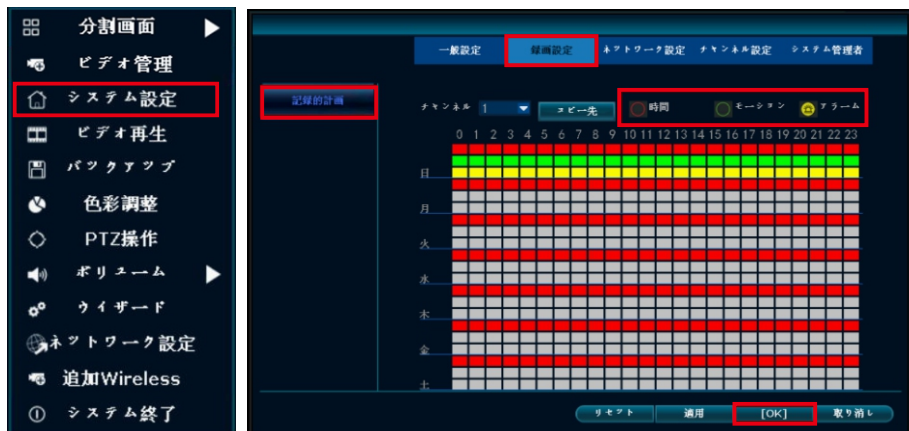 分割画面
ビデオ管理
システム設定
ビデオ再生
バックアップ
色彩調整
PTZ操作
ボリューム
ウイザード
ネットワーク設定
追加Wireless
システム終了
一般設定 録画設定 ネットワーク設定 チャンネル設定 システム管理者
記録的計画
チャンネル 1 コピー先 時間 モーション アラーム
0 1 2 3 4 5 6 7 8 9 10 11 12 13 14 15 16 17 18 19 20 21 22 23
日
月
火
水
木
金
土
リセット 適用 [OK] 取り消し